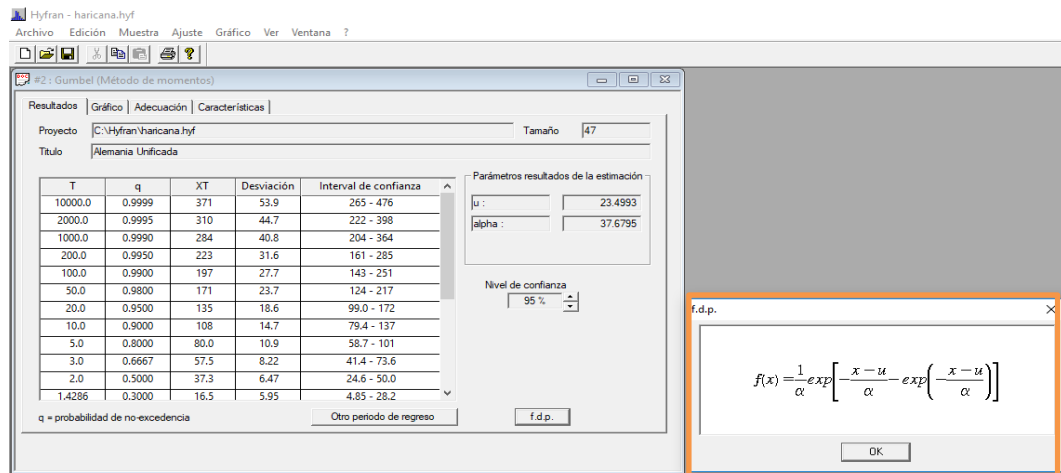 Hyfran - haricana.hyf
Archivo Edición Muestra Ajuste Gráfico Ver Ventana ?
#2 : Gumbel (Método de momentos)
Resultados Gráfico Adecuación Características
Proyecto C:\Hyfran\haricana.hyf Tamaño 47
Titulo Alemania Unificada
T q XT Desviación Interval de confianza
10000.0 0.9999 371 53.9 265 - 476
2000.0 0.9995 310 44.7 222 - 398
1000.0 0.9990 284 40.8 204 - 364
200.0 0.9950 223 31.6 161 - 285
100.0 0.9900 197 27.7 143 - 251
50.0 0.9800 171 23.7 124 - 217
20.0 0.9500 135 18.6 99.0 - 172
10.0 0.9000 108 14.7 79.4 - 137
5.0 0.8000 80.0 10.9 58.7 - 101
3.0 0.6667 57.5 8.22 41.4 - 73.6
2.0 0.5000 37.3 6.47 24.6 - 50.0
1.4286 0.3000 16.5 5.95 4.85 - 28.2
q = probabilidad de no-excedencia
Otro periodo de regreso
f.d.p.
Parámetros resultados de la estimación
u : 23.4993
alpha : 37.6795
Nivel de confianza
95 %
f.d.p.
f(x) = 1/α exp[-x-u/α - exp(-x-u/α)]
OK